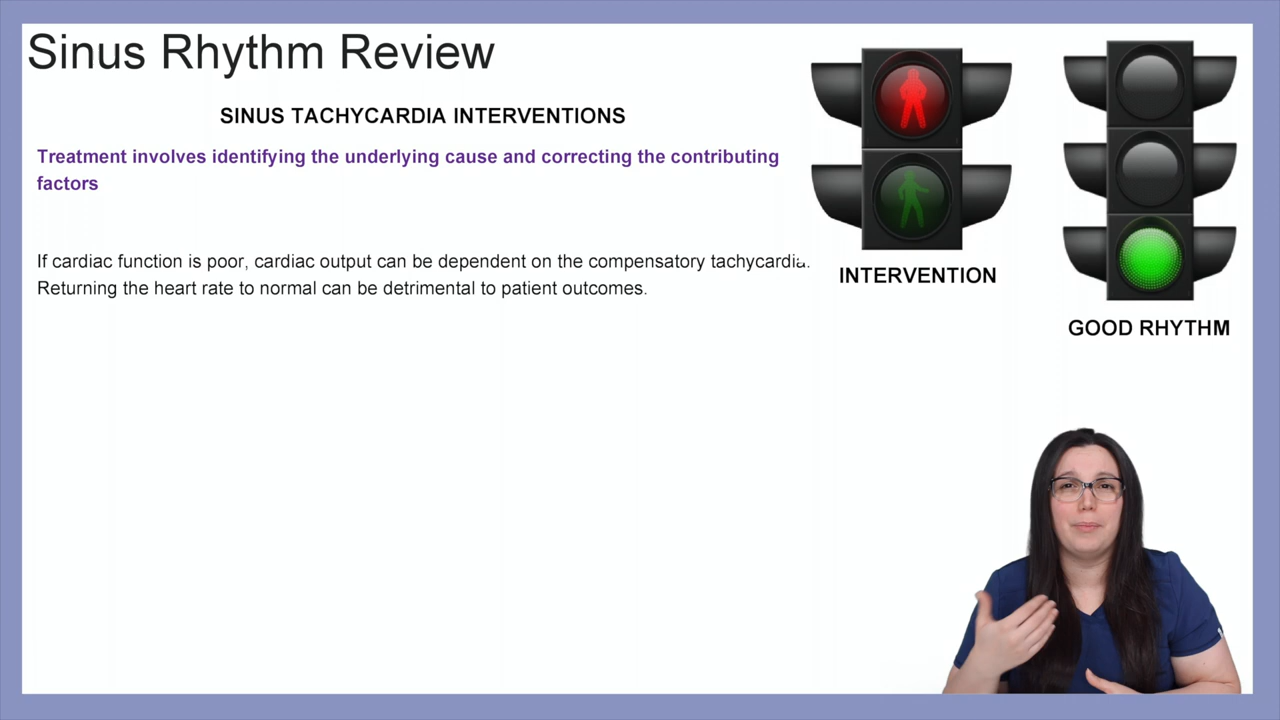 Sinus Rhythm Review
SINUS TACHYCARDIA INTERVENTIONS
Treatment involves identifying the underlying cause and correcting the contributing
factors
If cardiac function is poor, cardiac output can be dependent on the compensatory tachycardia.
Returning the heart rate to normal can be detrimental to patient outcomes.
INTERVENTION
GOOD RHYTHM